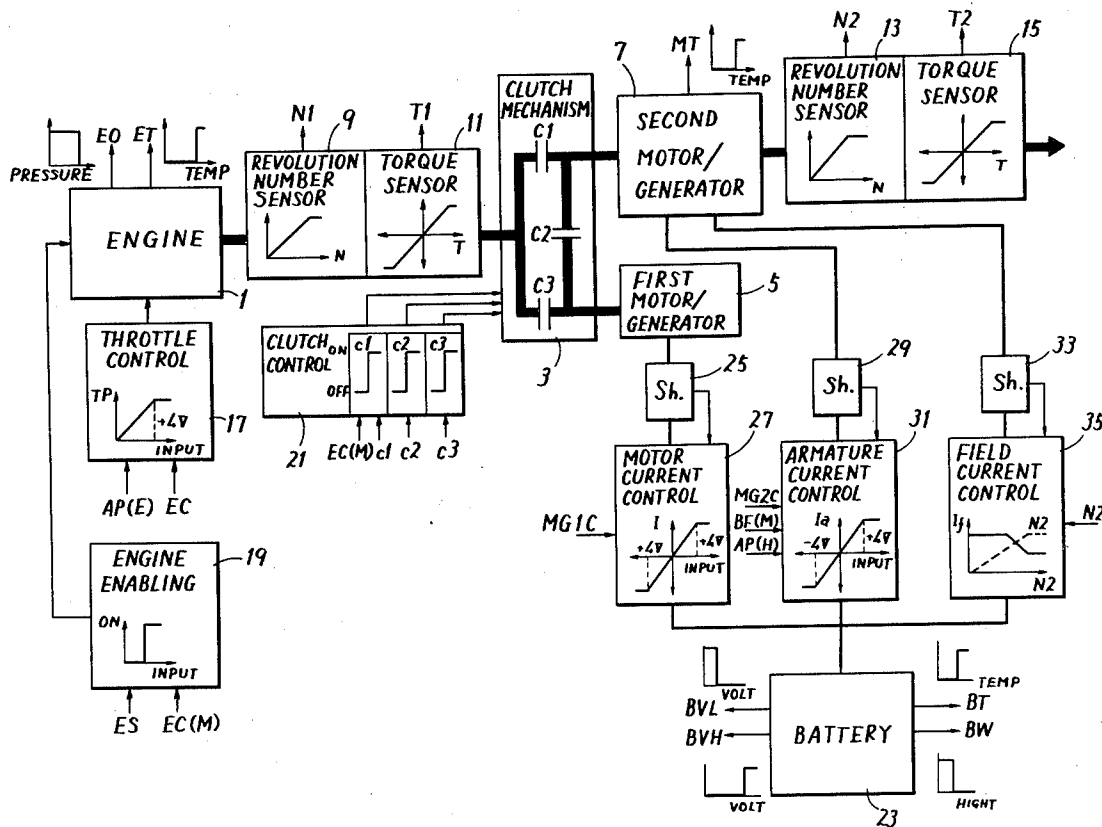 EO
ET
PRESSURE
TEMP
ENGINE
1
N1
9
REVOLUTION
NUMBER
SENSOR
N
T1
11
TORQUE
SENSOR
T
CLUTCH
MECHANISM
C1
C2
C3
3
7
MT
TEMP
SECOND
MOTOR/
GENERATOR
N2
13
REVOLUTION
NUMBER
SENSOR
N
T2
15
TORQUE
SENSOR
T
FIRST
MOTOR/
GENERATOR
5
THROTTLE
CONTROL
TP
+4V
INPUT
17
AP(E)
EC
CLUTCH
CONTROL
ON
OFF
c1
c2
c3
21
EC(M)
c1
c2
c3
ENGINE
ENABLING
ON
INPUT
19
ES
EC(M)
Sh.
25
Sh.
29
Sh.
33
MOTOR
CURRENT
CONTROL
I
+4V
+4V
INPUT
27
MG1C
ARMATURE
CURRENT
CONTROL
Ia
-4V
+4V
INPUT
31
MG2C
BF(M)
AP(H)
FIELD
CURRENT
CONTROL
If
N2
N2
35
N2
VOLT
BVL
BVH
VOLT
BATTERY
23
TEMP
BT
BW
HIGHT